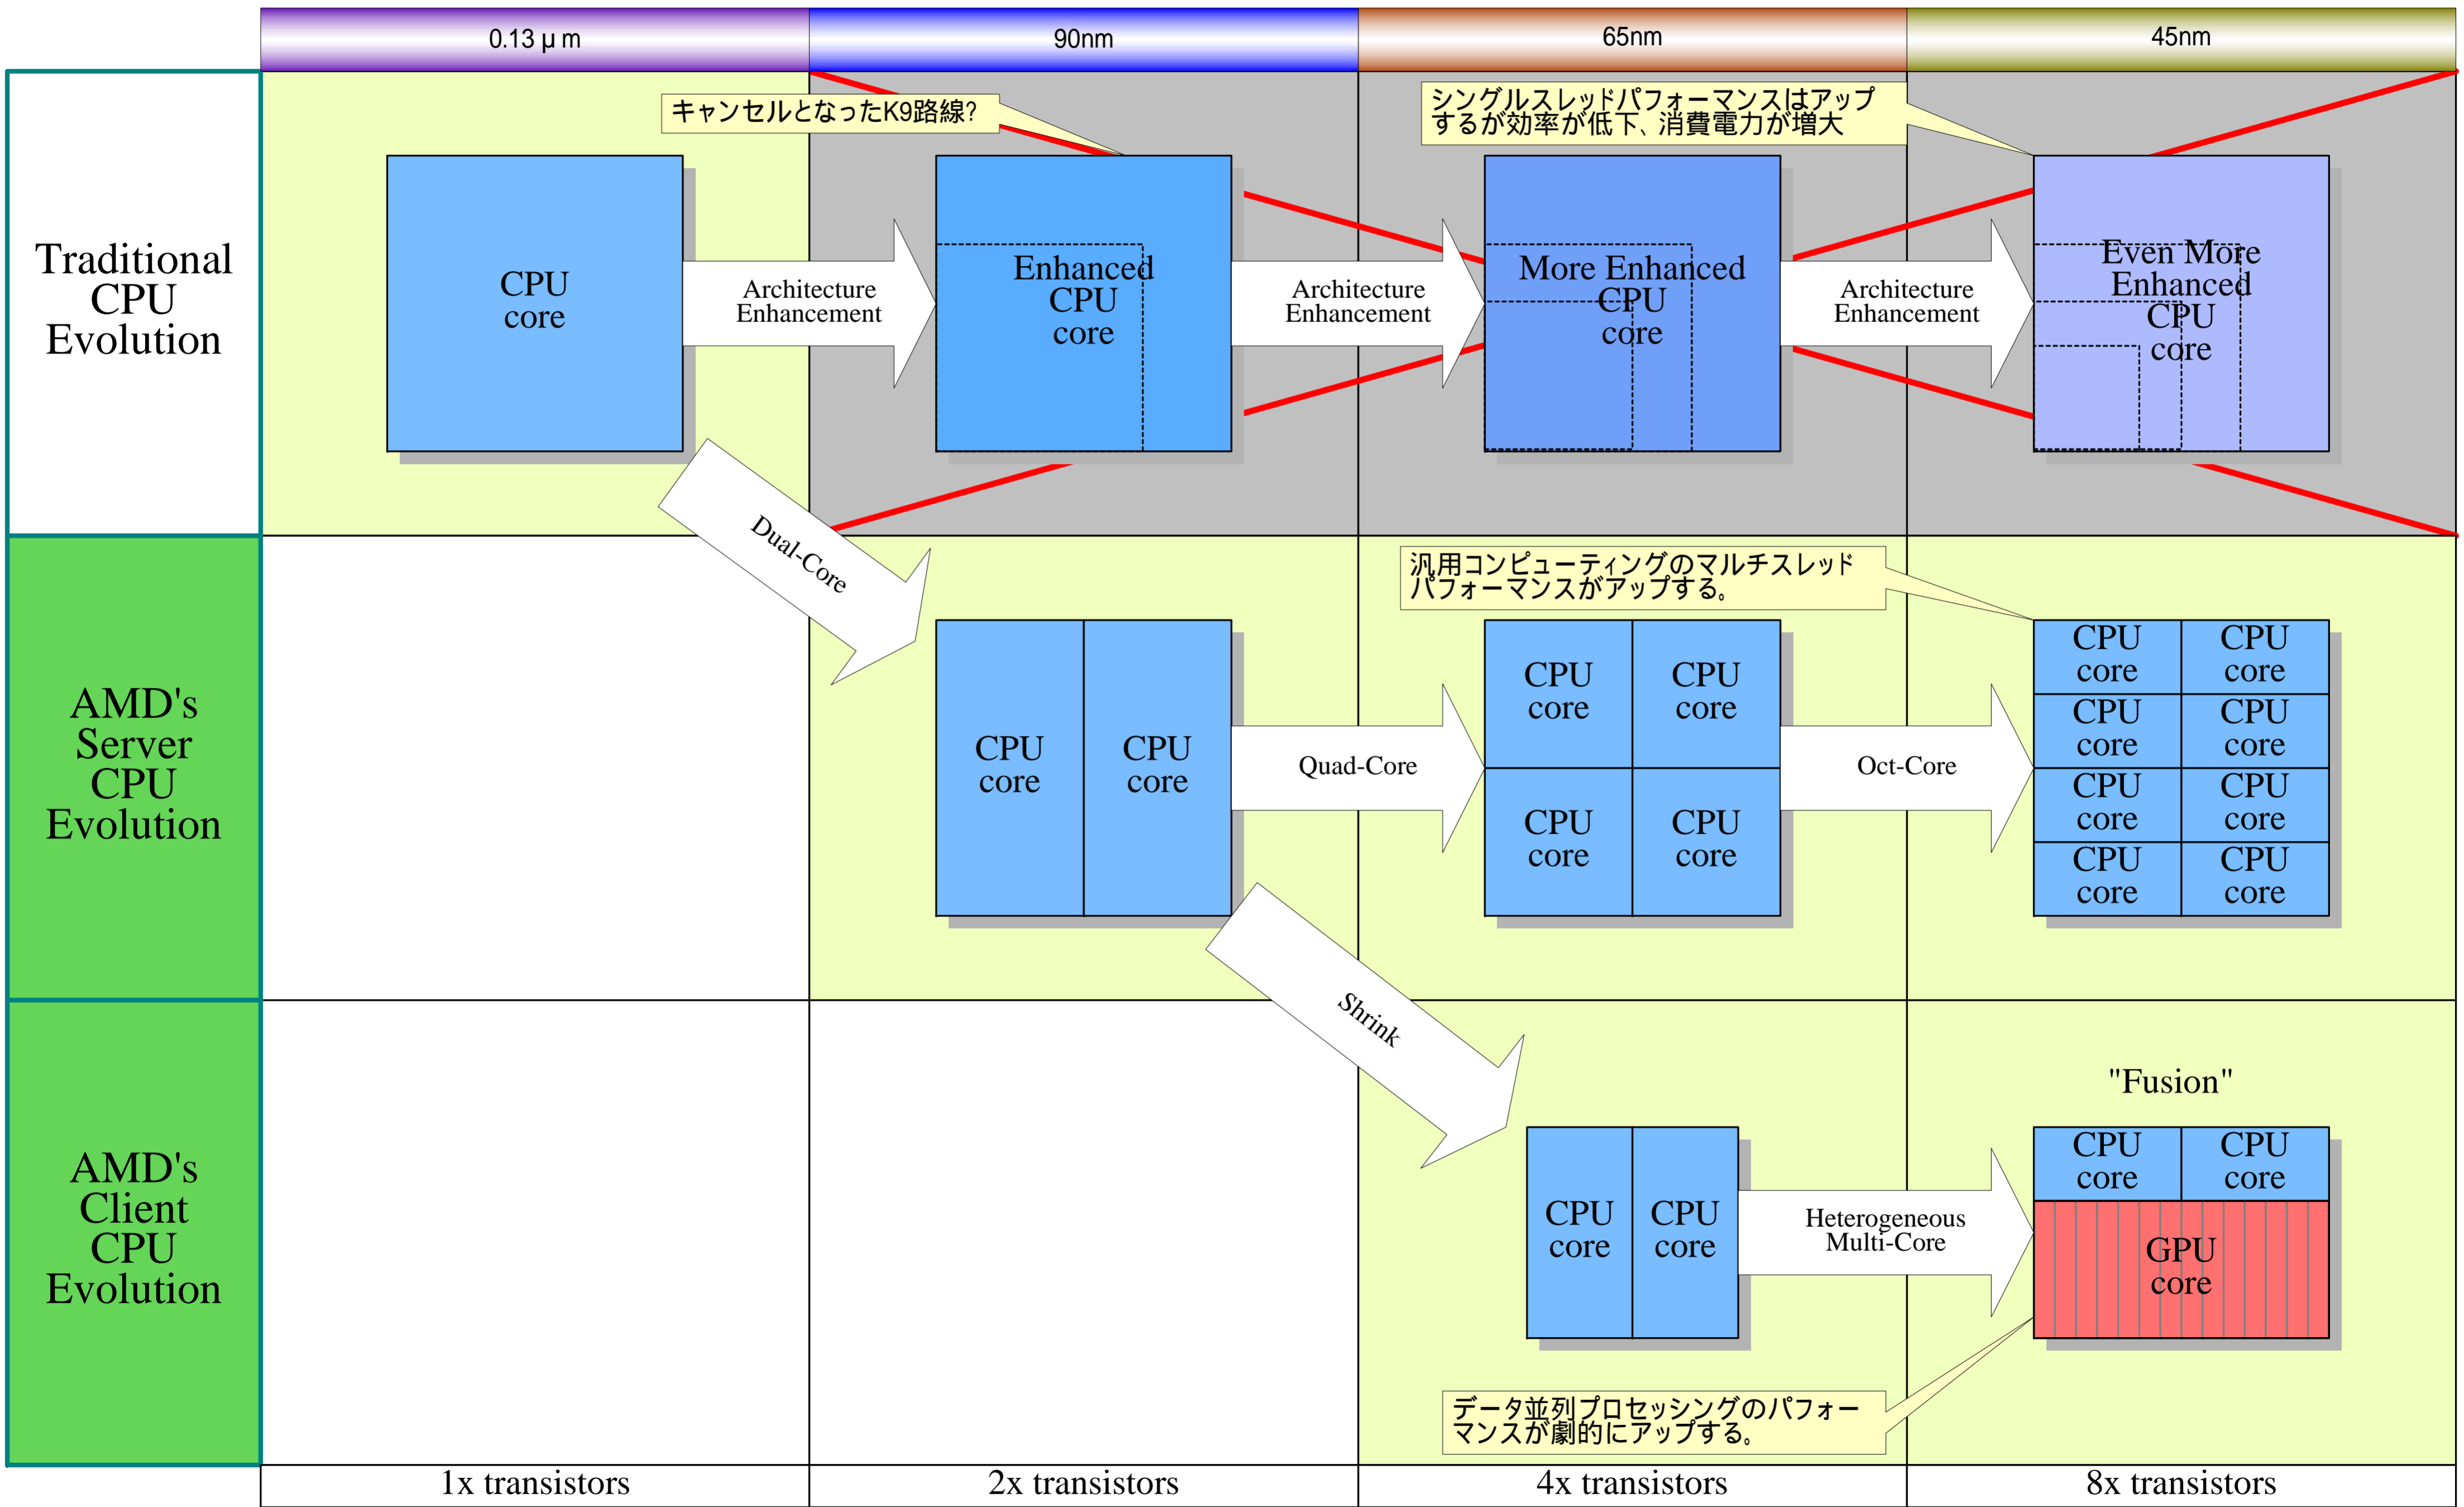 0.13 μ m
90nm
65nm
45nm
Traditional
CPU
Evolution
キャンセルとなったK9路線?
シングルスレッドパフォーマンスはアップ
するが効率が低下、消費電力が増大
CPU
core
Architecture
Enhancement
Enhanced
CPU
core
Architecture
Enhancement
More Enhanced
CPU
core
Architecture
Enhancement
Even More
Enhanced
CPU
core
Dual-Core
AMD's
Server
CPU
Evolution
汎用コンピューティングのマルチスレッド
パフォーマンスがアップする。
CPU
core
CPU
core
Quad-Core
CPU
core
CPU
core
CPU
core
CPU
core
Oct-Core
CPU
core
CPU
core
CPU
core
CPU
core
CPU
core
CPU
core
CPU
core
CPU
core
Shrink
AMD's
Client
CPU
Evolution
CPU
core
CPU
core
Heterogeneous
Multi-Core
"Fusion"
CPU
core
CPU
core
GPU
core
データ並列プロセッシングのパフォー
マンスが劇的にアップする。
1x transistors
2x transistors
4x transistors
8x transistors